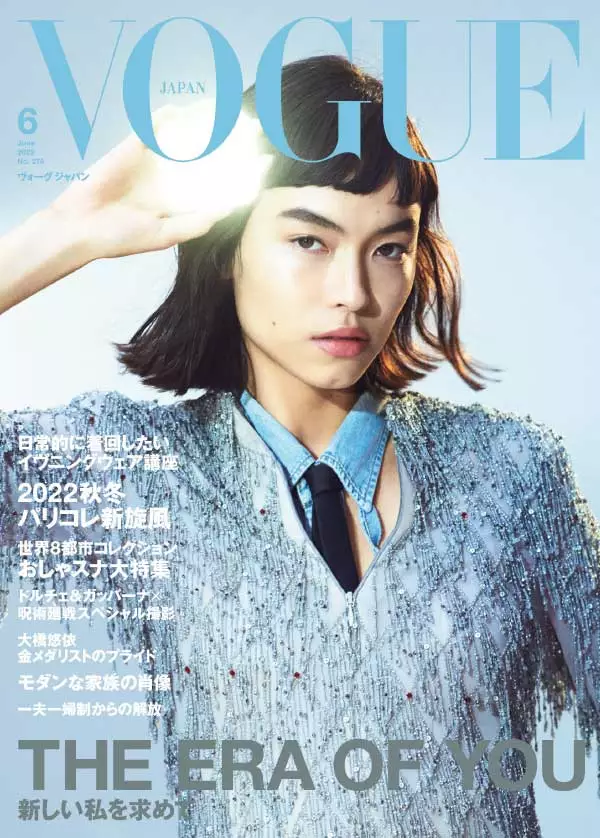 VOGUE
JAPAN
6
June
2022
No. 274
ヴォーグ ジャパン
日常的に着回したい
イヴニングウェア講座
2022秋冬
パリコレ新旋風
世界8都市コレクション
おしゃスナ大特集
ドルチェ&ガッバーナ×
呪術廻戦スペシャル撮影
大橋悠依
金メダリストのプライド
モダンな家族の肖像
一夫一婦制からの解放
THE ERA OF YOU
新しい私を求めて